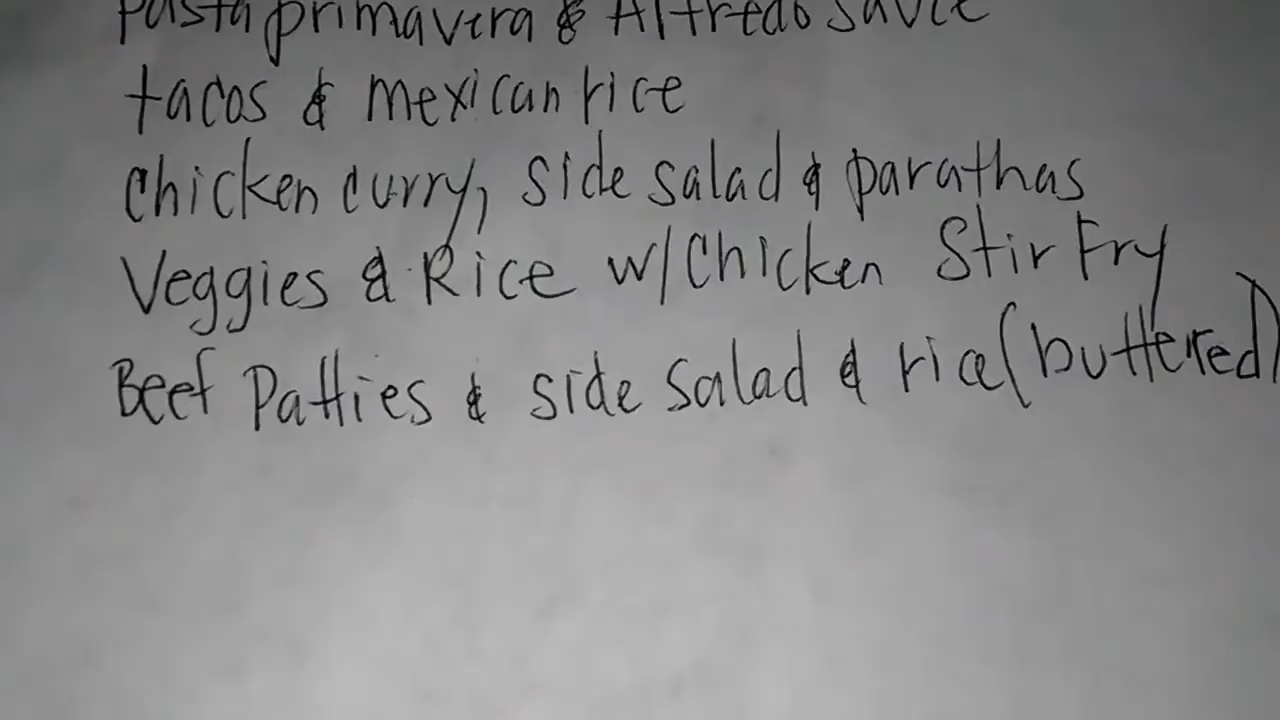 Pasta primavera & Alfredo sauce
tacos & mexican rice
Chicken curry, side salad & parathas
Veggies & Rice w/Chicken Stir Fry
Beef Patties & side Salad & rice (buttered)